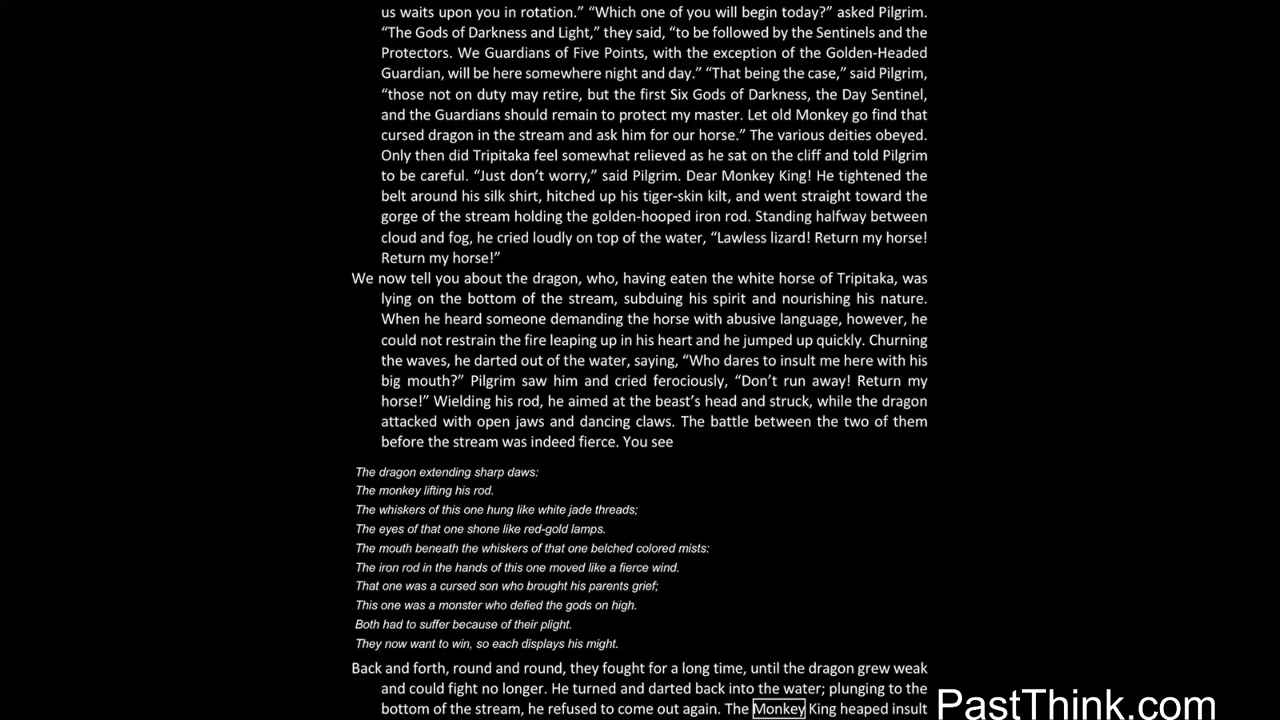 us waits upon you in rotation.” “Which one of you will begin today?” asked Pilgrim.
“The Gods of Darkness and Light,” they said, “to be followed by the Sentinels and the
Protectors. We Guardians of Five Points, with the exception of the Golden-Headed
Guardian, will be here somewhere night and day.” “That being the case,” said Pilgrim,
“those not on duty may retire, but the first Six Gods of Darkness, the Day Sentinel,
and the Guardians should remain to protect my master. Let old Monkey go find that
cursed dragon in the stream and ask him for our horse.” The various deities obeyed.
Only then did Tripitaka feel somewhat relieved as he sat on the cliff and told Pilgrim
to be careful. “Just don’t worry,” said Pilgrim. Dear Monkey King! He tightened the
belt around his silk shirt, hitched up his tiger-skin kilt, and went straight toward the
gorge of the stream holding the golden-hooped iron rod. Standing halfway between
cloud and fog, he cried loudly on top of the water, “Lawless lizard! Return my horse!
Return my horse!”
We now tell you about the dragon, who, having eaten the white horse of Tripitaka, was
lying on the bottom of the stream, subduing his spirit and nourishing his nature.
When he heard someone demanding the horse with abusive language, however, he
could not restrain the fire leaping up in his heart and he jumped up quickly. Churning
the waves, he darted out of the water, saying, “Who dares to insult me here with his
big mouth?” Pilgrim saw him and cried ferociously, “Don’t run away! Return my
horse!” Wielding his rod, he aimed at the beast’s head and struck, while the dragon
attacked with open jaws and dancing claws. The battle between the two of them
before the stream was indeed fierce. You see
The dragon extending sharp daws:
The monkey lifting his rod.
The whiskers of this one hung like white jade threads;
The eyes of that one shone like red-gold lamps.
The mouth beneath the whiskers of that one belched colored mists:
The iron rod in the hands of this one moved like a fierce wind.
That one was a cursed son who brought his parents grief;
This one was a monster who defied the gods on high.
Both had to suffer because of their plight.
They now want to win, so each displays his might.
Back and forth, round and round, they fought for a long time, until the dragon grew weak
and could fight no longer. He turned and darted back into the water; plunging to the
bottom of the stream, he refused to come out again. The Monkey King heaped insult
PastThink.com